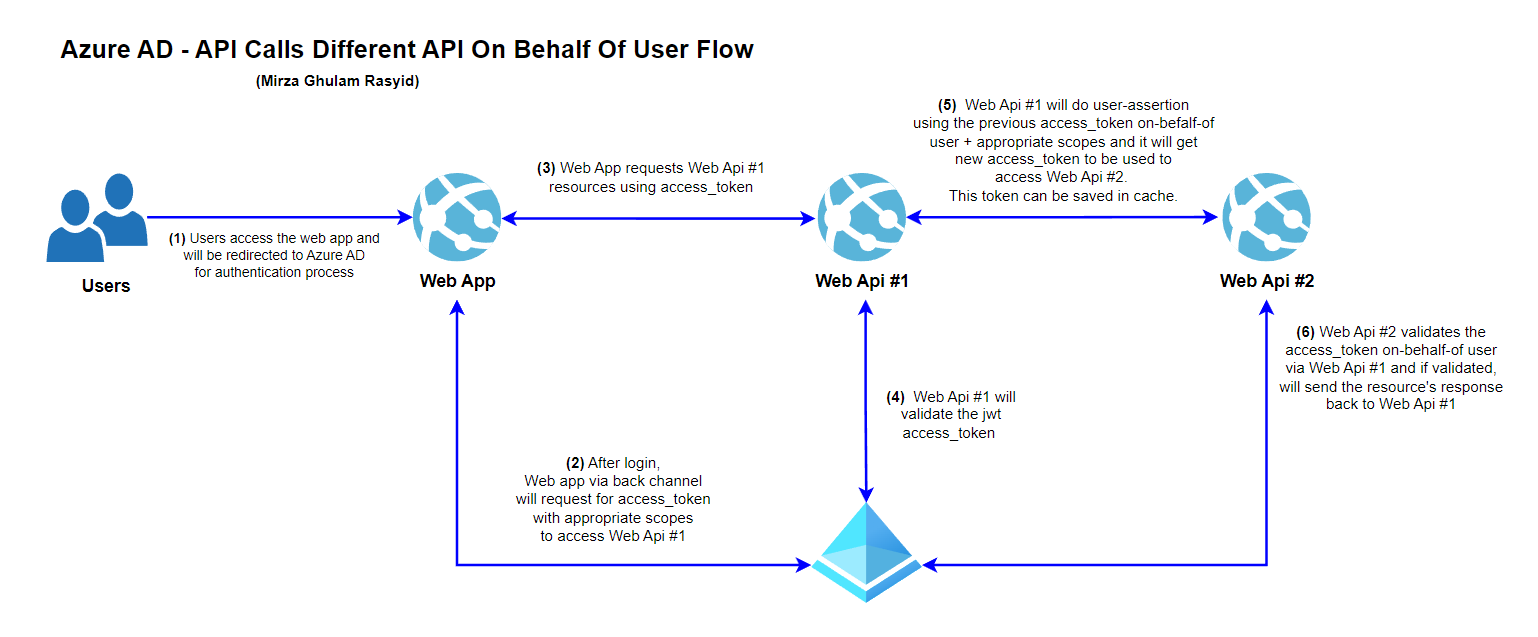 Azure AD - API Calls Different API On Behalf Of User Flow
(Mirza Ghulam Rasyid)
(5) Web Api #1 will do user-assertion
using the previous access_token on-befalf-of
user + appropriate scopes and it will get
new access_token to be used to
access Web Api #2.
This token can be saved in cache.
(3) Web App requests Web Api #1
resources using access_token
(1) Users access the web app and
will be redirected to Azure AD
for authentication process
Users
Web App
Web Api #1
Web Api #2
(6) Web Api #2 validates the
access_token on-behalf-of user
via Web Api #1 and if validated,
will send the resource's response
back to Web Api #1
(4) Web Api #1 will
validate the jwt
access_token
(2) After login,
Web app via back channel
will request for access_token
with appropriate scopes
to access Web Api #1